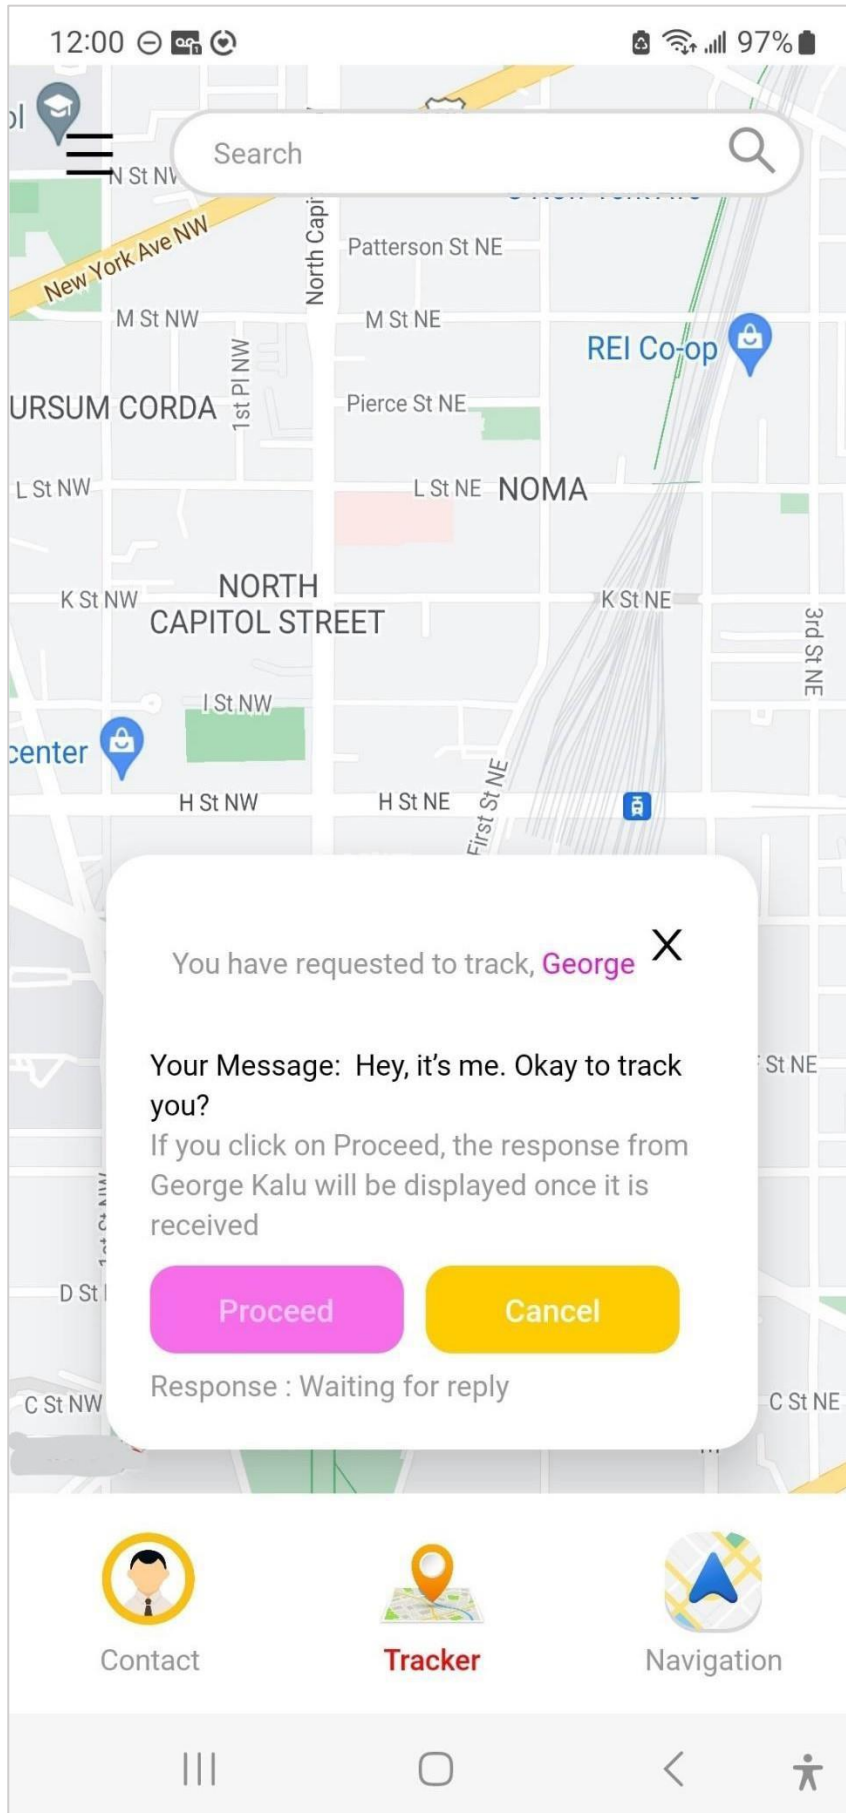 12:00
97%
ol
Search
N St NW
New York Ave NW
North Capi
Patterson St NE
M St NW
M St NE
REI Co-op
1st Pl NW
URSUM CORDA
Pierce St NE
L St NW
L St NE
NOMA
NORTH
CAPITOL STREET
K St NW
K St NE
3rd St NE
I St NW
center
H St NW
H St NE
First St NE
You have requested to track, George
X
Your Message: Hey, it's me. Okay to track
you?
If you click on Proceed, the response from
George Kalu will be displayed once it is
received
St NE
1st St NW
D St
Proceed
Cancel
Response : Waiting for reply
C St NW
C St NE
Contact
Tracker
Navigation